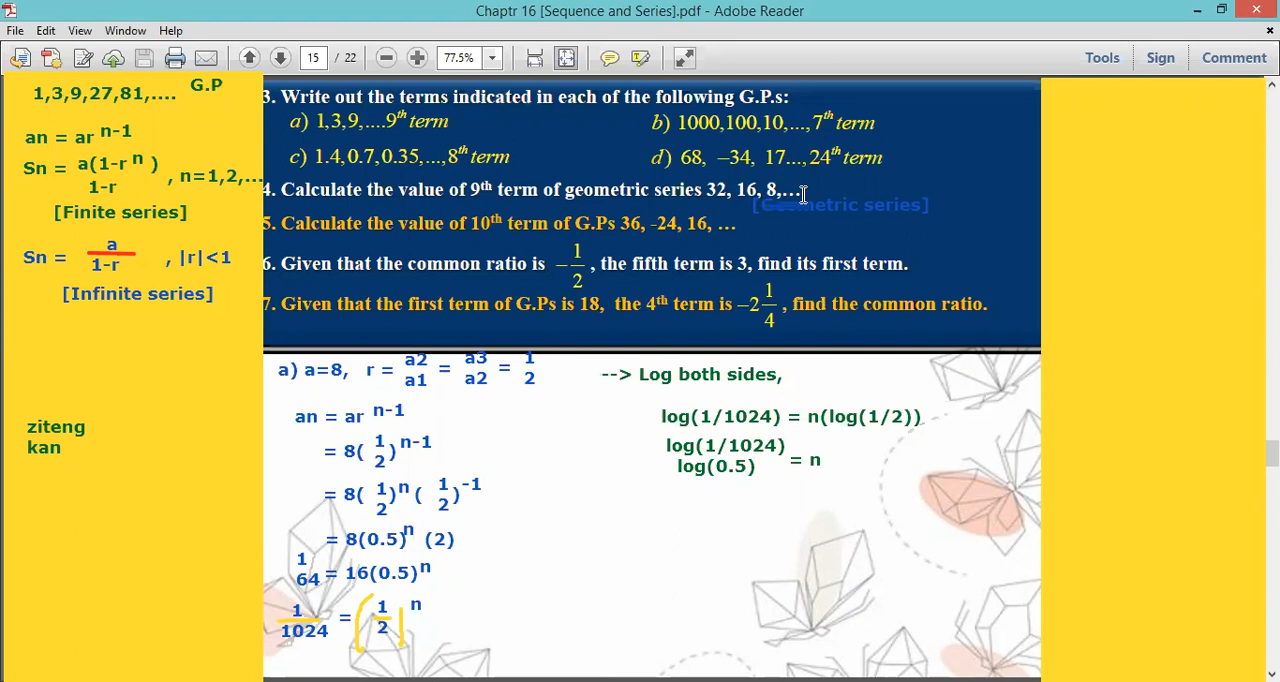 Chaptr 16 [Sequence and Series].pdf - Adobe Reader
File Edit View Window Help
15 / 22 77.5% Tools Sign Comment
1,3,9,27,81,.... G.P
an = ar n-1
Sn = a(1-r n ) / 1-r , n=1,2,...
[Finite series]
Sn = a / 1-r , |r|<1
[Infinite series]
ziteng
kan
3. Write out the terms indicated in each of the following G.P.s:
a) 1,3,9,....9th term b) 1000,100,10,...,7th term
c) 1.4,0.7,0.35,...,8th term d) 68, −34, 17...,24th term
4. Calculate the value of 9th term of geometric series 32, 16, 8,...
[Geometric series]
5. Calculate the value of 10th term of G.Ps 36, -24, 16, ...
6. Given that the common ratio is −1/2 , the fifth term is 3, find its first term.
7. Given that the first term of G.Ps is 18, the 4th term is −2 1/4 , find the common ratio.
a) a=8, r = a2/a1 = a3/a2 = 1/2
an = ar n-1
= 8( 1/2 ) n-1
= 8( 1/2 ) n ( 1/2 ) -1
= 8(0.5) n (2)
1/64 = 16(0.5) n
1/1024 = ( 1/2 ) n
--> Log both sides,
log(1/1024) = n(log(1/2))
log(1/1024) / log(0.5) = n